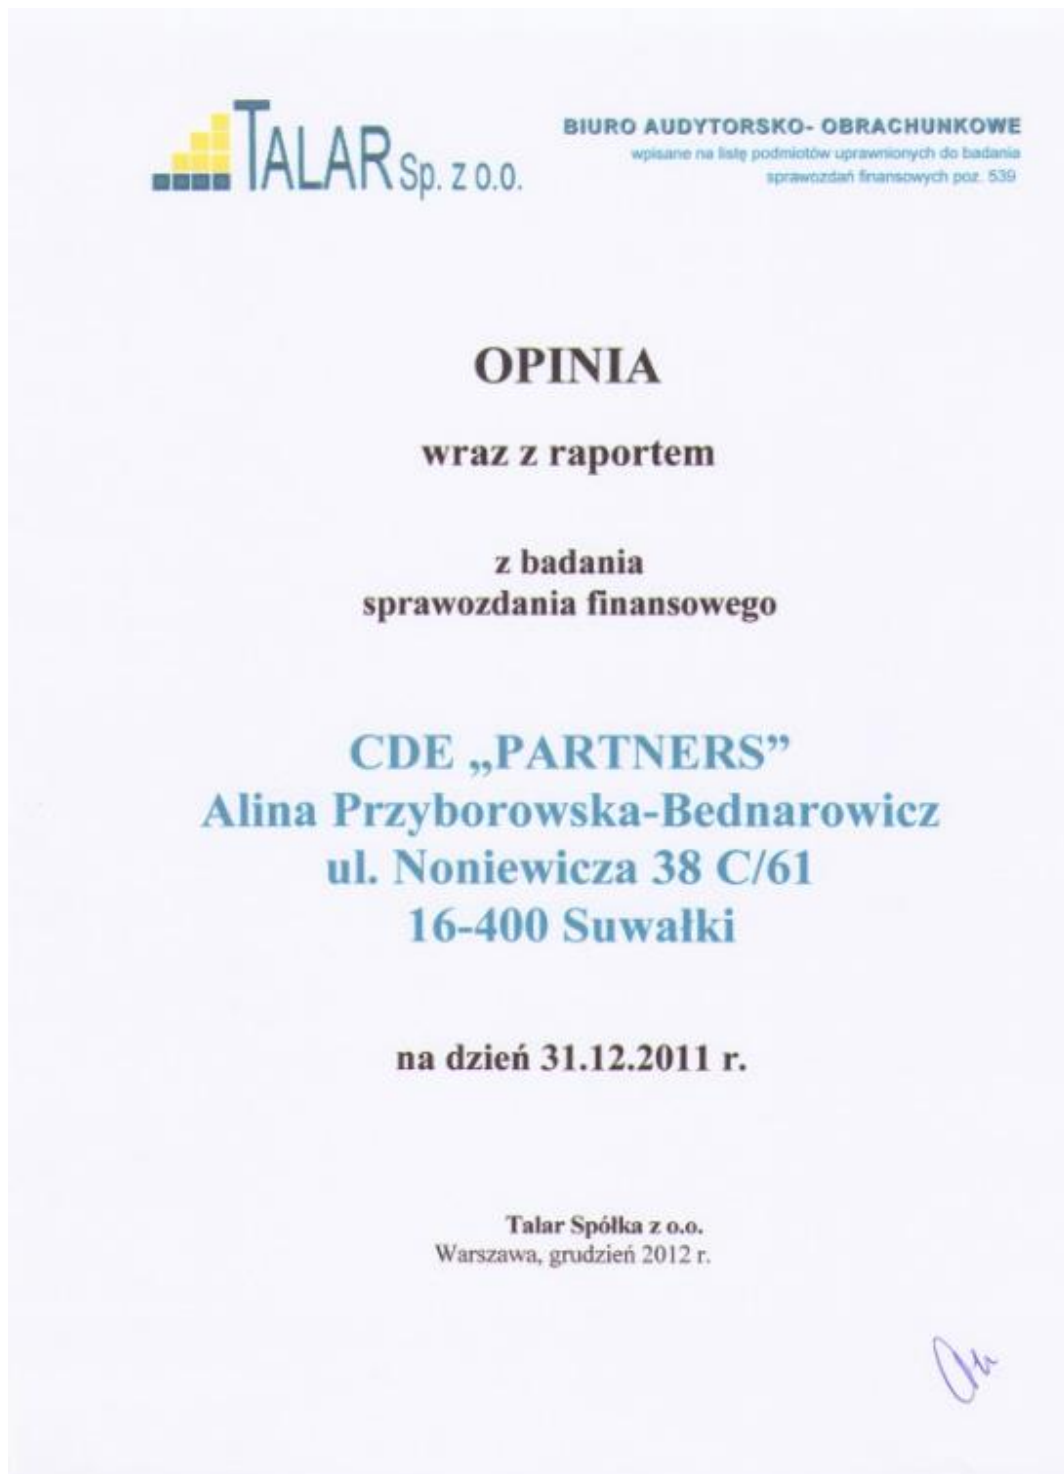 TALAR Sp. z o.o.
BIURO AUDYTORSKO- OBRACHUNKOWE
wpisane na listę podmiotów uprawnionych do badania
sprawozdań finansowych poz. 539
OPINIA
wraz z raportem
z badania
sprawozdania finansowego
CDE „PARTNERS”
Alina Przyborowska-Bednarowicz
ul. Noniewicza 38 C/61
16-400 Suwałki
na dzień 31.12.2011 r.
Talar Spółka z o.o.
Warszawa, grudzień 2012 r.